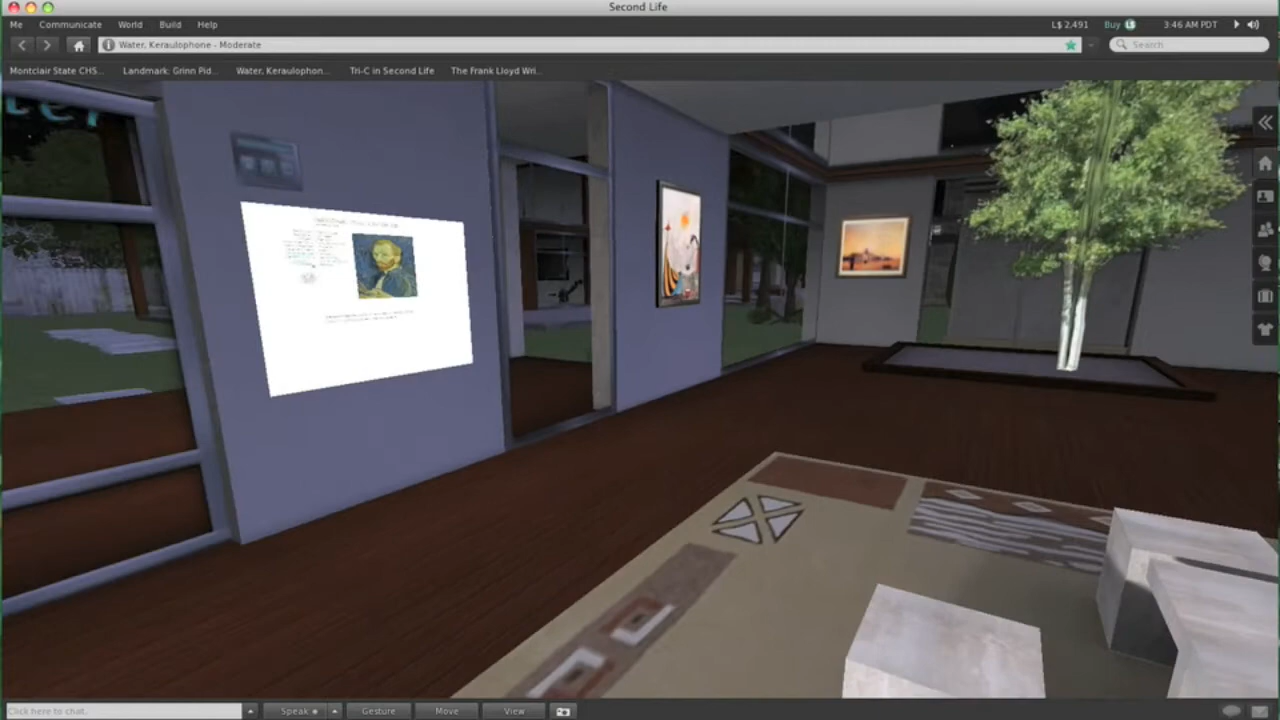 Second Life
Me Communicate World Build Help L$ 2,491 Buy L$ 3:46 AM PDT
Water, Keraulophone - Moderate Search
Montclair State CHS... Landmark: Grinn Pid... Water, Keraulophon... Tri-C in Second Life The Frank Lloyd Wri...
Click here to chat. Speak Gesture Move View